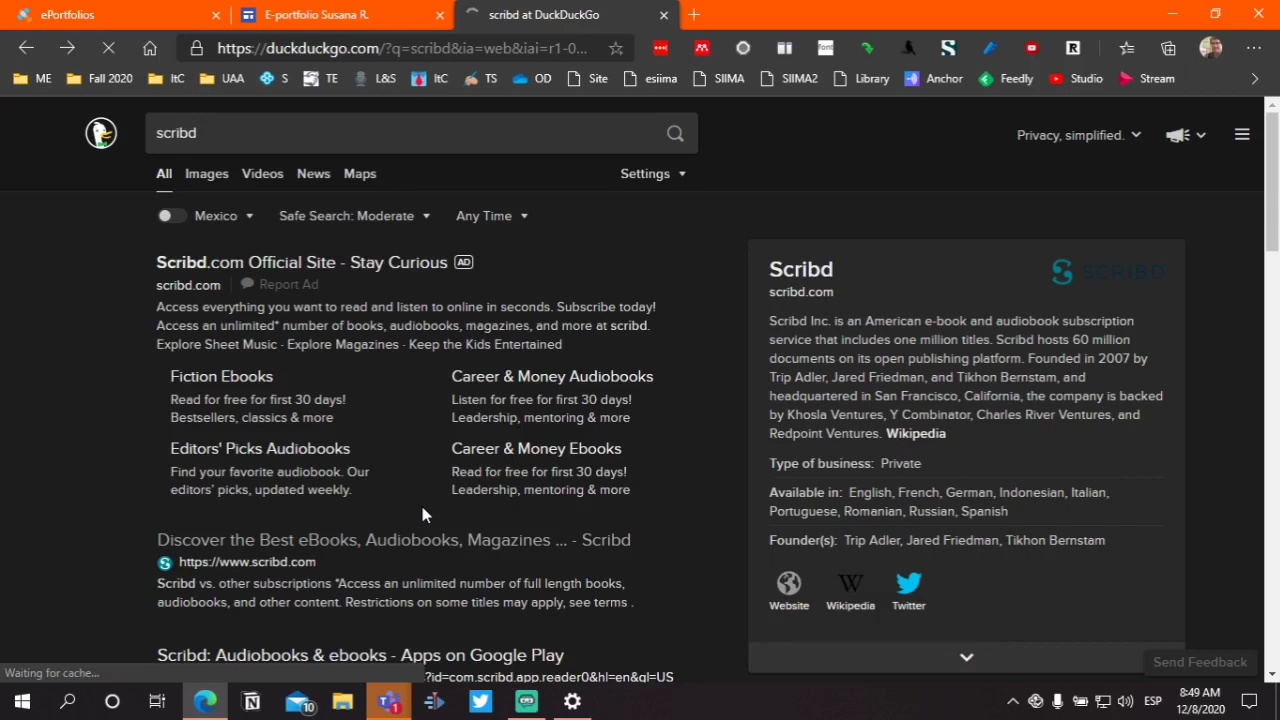 ePortfolios
E-portfolio Susana R.
scribd at DuckDuckGo
https://duckduckgo.com/?q=scribd&ia=web&iai=r1-0...
ME
Fall 2020
ItC
UAA
S
TE
L&S
ItC
TS
OD
Site
esiima
SIIMA
SIIMA2
Library
Anchor
Feedly
Studio
Stream
scribd
Privacy, simplified.
All Images Videos News Maps
Settings
Mexico
Safe Search: Moderate
Any Time
Scribd.com Official Site - Stay Curious AD
scribd.com Report Ad
Access everything you want to read and listen to online in seconds. Subscribe today!
Access an unlimited* number of books, audiobooks, magazines, and more at scribd.
Explore Sheet Music · Explore Magazines · Keep the Kids Entertained
Fiction Ebooks
Read for free for first 30 days!
Bestsellers, classics & more
Career & Money Audiobooks
Listen for free for first 30 days!
Leadership, mentoring & more
Editors' Picks Audiobooks
Find your favorite audiobook. Our
editors' picks, updated weekly.
Career & Money Ebooks
Read for free for first 30 days!
Leadership, mentoring & more
Discover the Best eBooks, Audiobooks, Magazines ... - Scribd
https://www.scribd.com
Scribd vs. other subscriptions *Access an unlimited number of full length books,
audiobooks, and other content. Restrictions on some titles may apply, see terms .
Scribd: Audiobooks & ebooks - Apps on Google Play
?id=com.scribd.app.reader0&hl=en&gl=US
Scribd
SCRIBD
scribd.com
Scribd Inc. is an American e-book and audiobook subscription
service that includes one million titles. Scribd hosts 60 million
documents on its open publishing platform. Founded in 2007 by
Trip Adler, Jared Friedman, and Tikhon Bernstam, and
headquartered in San Francisco, California, the company is backed
by Khosla Ventures, Y Combinator, Charles River Ventures, and
Redpoint Ventures. Wikipedia
Type of business: Private
Available in: English, French, German, Indonesian, Italian,
Portuguese, Romanian, Russian, Spanish
Founder(s): Trip Adler, Jared Friedman, Tikhon Bernstam
Website
Wikipedia
Twitter
Send Feedback
Waiting for cache...
10
1
ESP
8:49 AM
12/8/2020